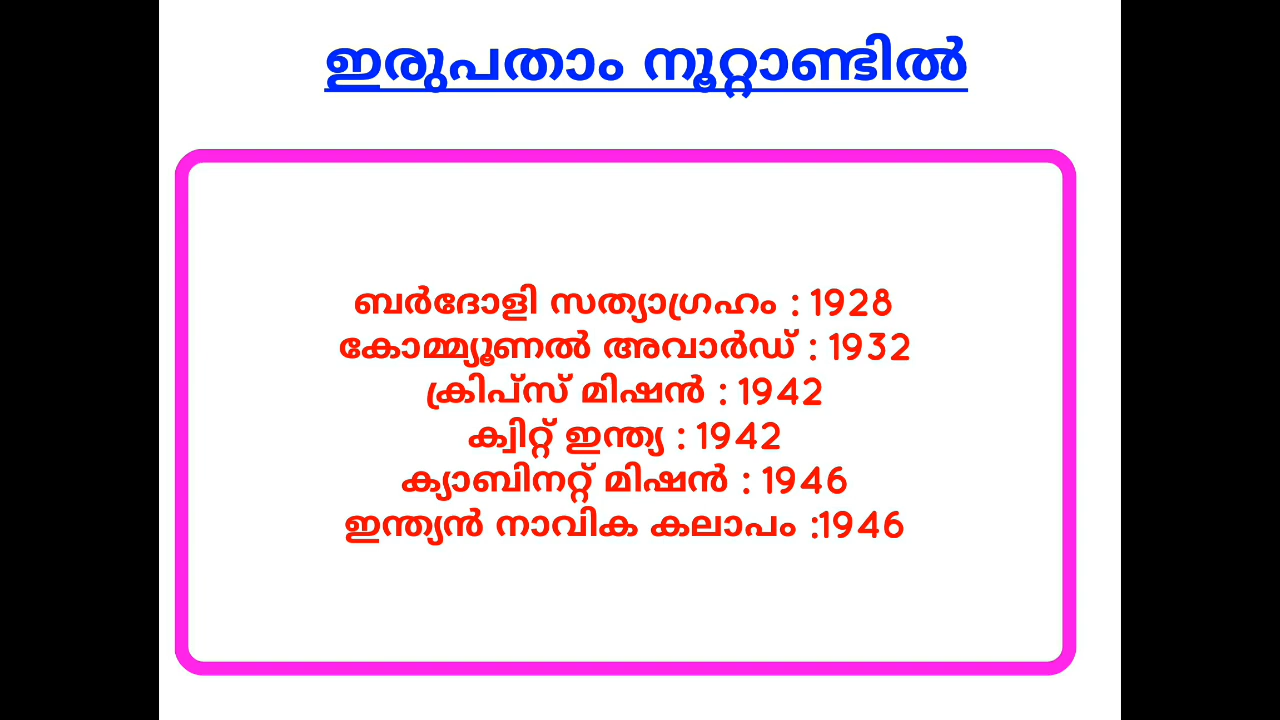 ഇരുപതാം നൂറ്റാണ്ടിൽ
ബർദോളി സത്യാഗ്രഹം : 1928
കോമ്മ്യൂണൽ അവാർഡ് : 1932
ക്രിപ്സ് മിഷൻ : 1942
ക്വിറ്റ് ഇന്ത്യ : 1942
ക്യാബിനറ്റ് മിഷൻ : 1946
ഇന്ത്യൻ നാവിക കലാപം :1946